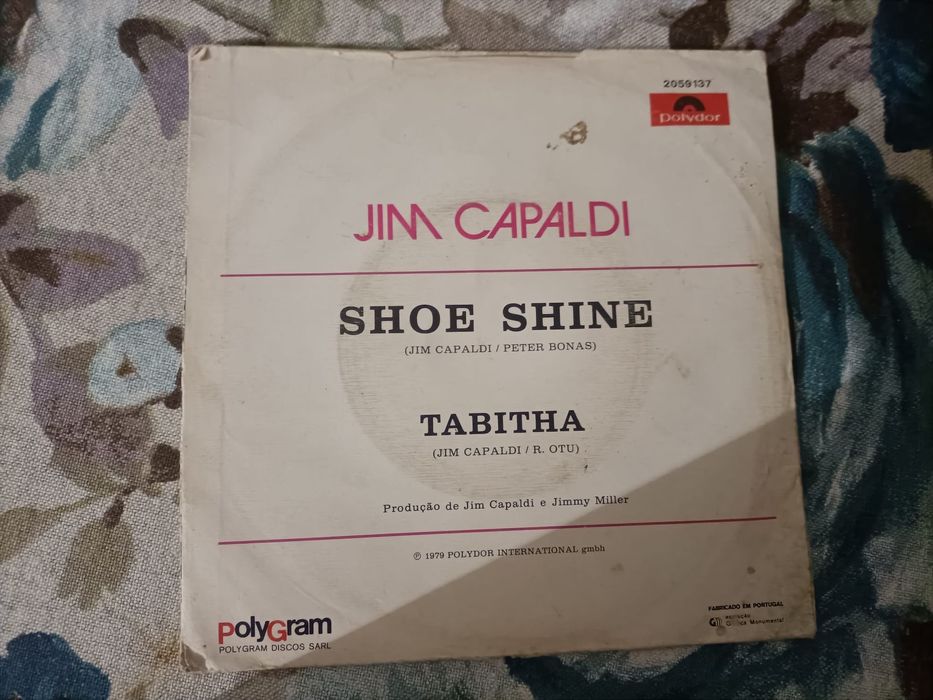 2059137
Polydor
JIM CAPALDI
SHOE SHINE
(JIM CAPALDI / PETER BONAS)
TABITHA
(JIM CAPALDI / R. OTU)
Produção de Jim Capaldi e Jimmy Miller
℗ 1979 POLYDOR INTERNATIONAL gmbh
PolyGram
POLYGRAM DISCOS SARL
FABRICADO EM PORTUGAL
Monumental